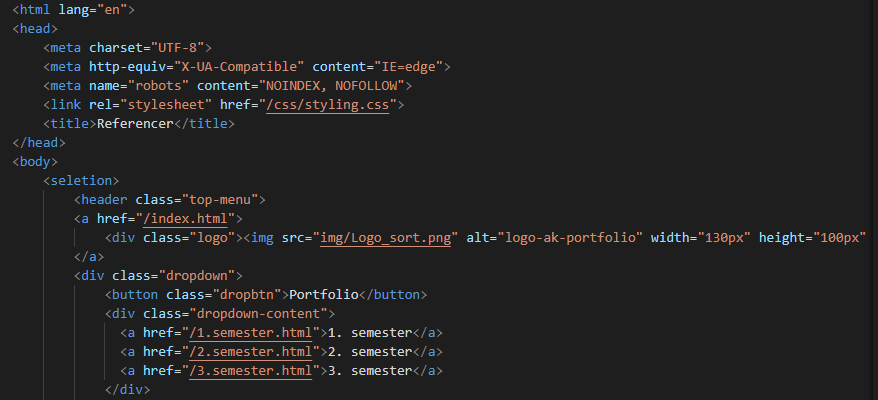 <html lang="en">
<head>
<meta charset="UTF-8">
<meta http-equiv="X-UA-Compatible" content="IE=edge">
<meta name="robots" content="NOINDEX, NOFOLLOW">
<link rel="stylesheet" href="/css/styling.css">
<title>Referencer</title>
</head>
<body>
<seletion>
<header class="top-menu">
<a href="/index.html">
<div class="logo"><img src="img/Logo_sort.png" alt="logo-ak-portfolio" width="130px" height="100px"
</a>
<div class="dropdown">
<button class="dropbtn">Portfolio</button>
<div class="dropdown-content">
<a href="/1.semester.html">1. semester</a>
<a href="/2.semester.html">2. semester</a>
<a href="/3.semester.html">3. semester</a>
</div>